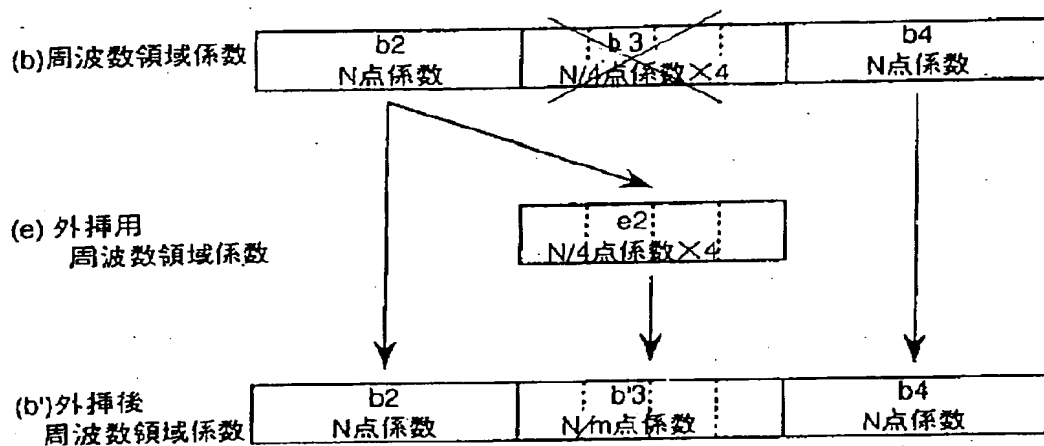 (b)周波数領域係数
b2
N点係数
b3
N/4点係数×4
b4
N点係数
(e) 外挿用
周波数領域係数
e2
N/4点係数×4
(b')外挿後
周波数領域係数
b2
N点係数
b'3
N/m点係数
b4
N点係数